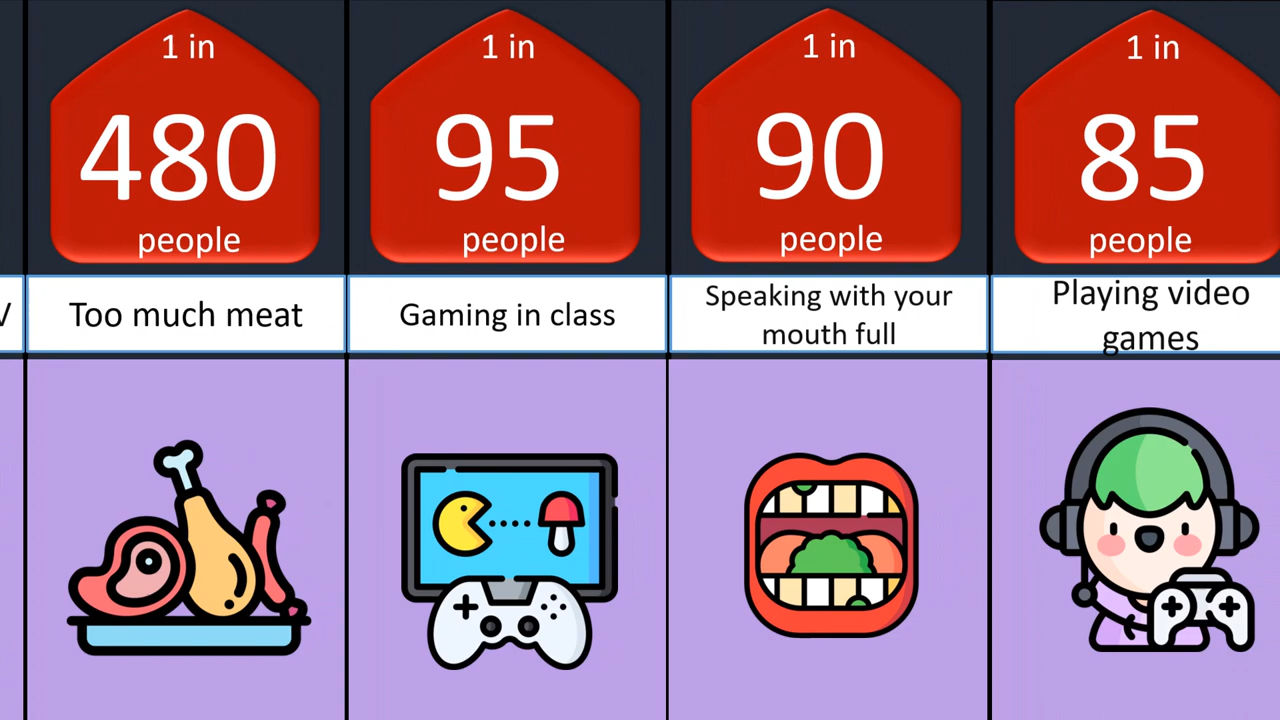 1 in
480
people
Too much meat
1 in
95
people
Gaming in class
1 in
90
people
Speaking with your
mouth full
1 in
85
people
Playing video
games